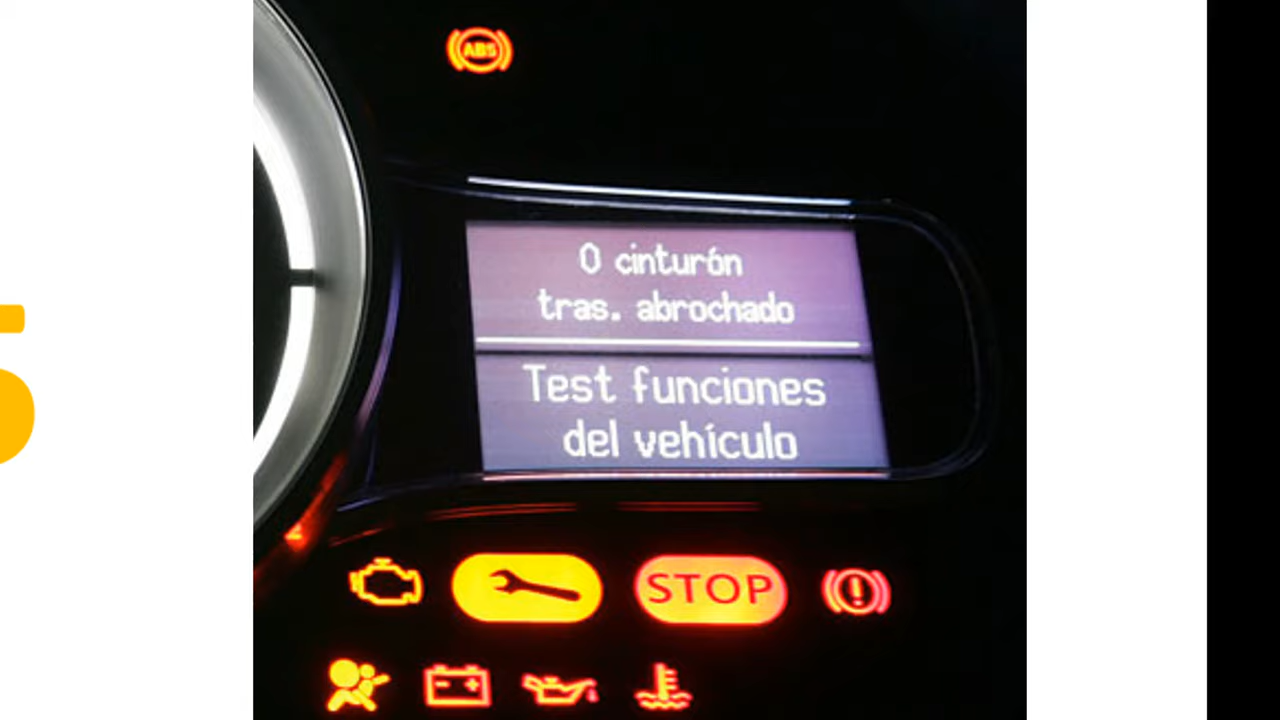 ABS
0 cinturón
tras. abrochado
Test funciones
del vehículo
STOP